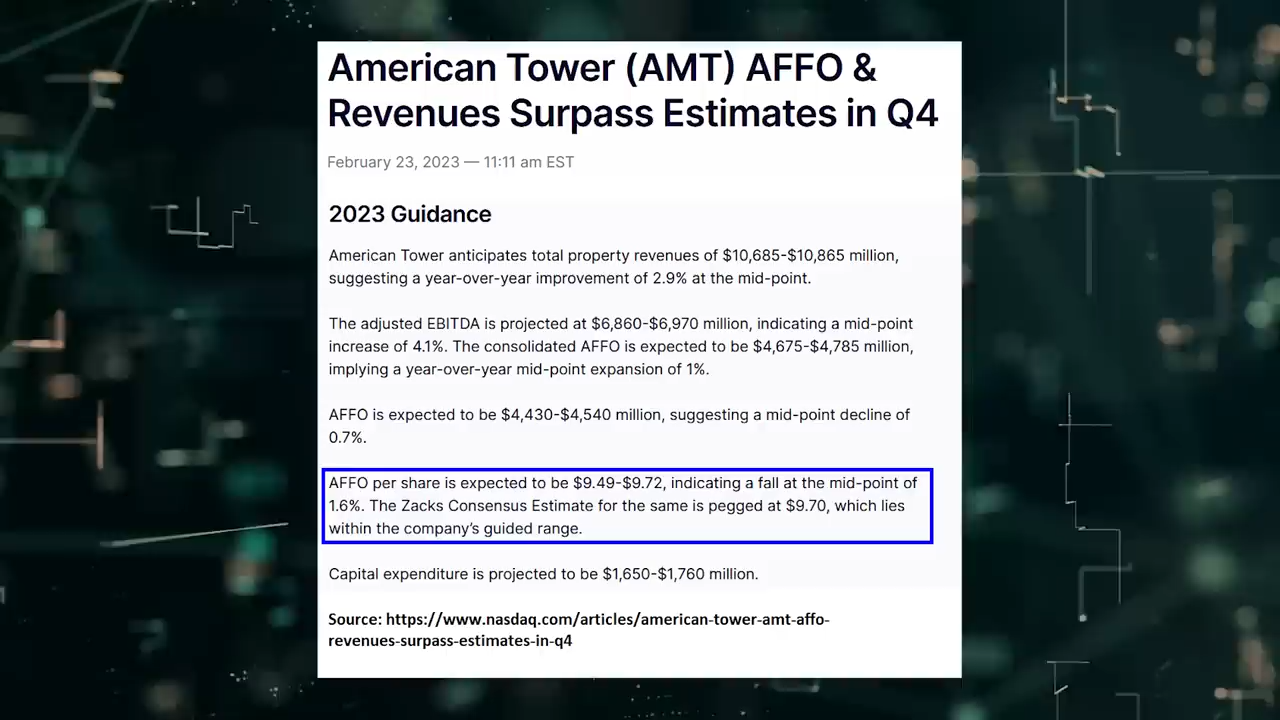 American Tower (AMT) AFFO &
Revenues Surpass Estimates in Q4
February 23, 2023 — 11:11 am EST
2023 Guidance
American Tower anticipates total property revenues of $10,685-$10,865 million,
suggesting a year-over-year improvement of 2.9% at the mid-point.
The adjusted EBITDA is projected at $6,860-$6,970 million, indicating a mid-point
increase of 4.1%. The consolidated AFFO is expected to be $4,675-$4,785 million,
implying a year-over-year mid-point expansion of 1%.
AFFO is expected to be $4,430-$4,540 million, suggesting a mid-point decline of
0.7%.
AFFO per share is expected to be $9.49-$9.72, indicating a fall at the mid-point of
1.6%. The Zacks Consensus Estimate for the same is pegged at $9.70, which lies
within the company’s guided range.
Capital expenditure is projected to be $1,650-$1,760 million.
Source: https://www.nasdaq.com/articles/american-tower-amt-affo-
revenues-surpass-estimates-in-q4